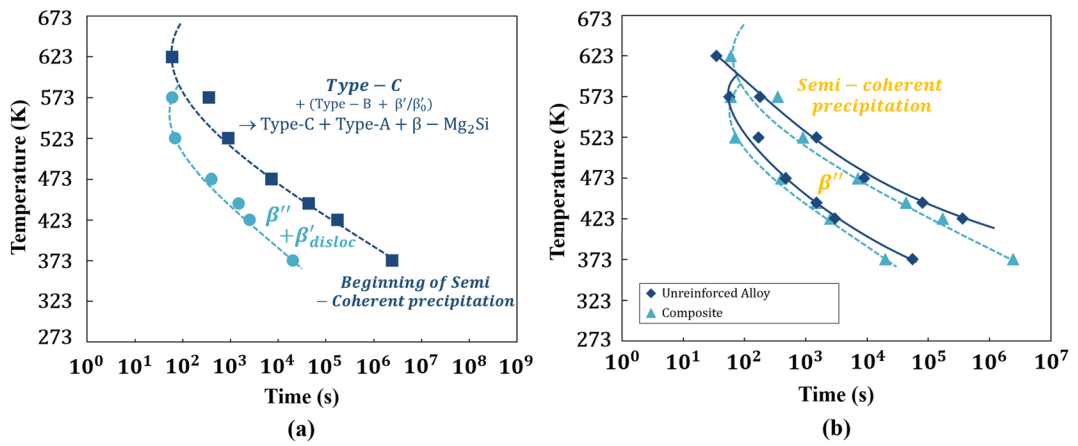 673
623
573
523
473
423
373
323
273
Temperature (K)
Type − C
+ (Type − B + β′/β′₀)
→ Type-C + Type-A + β − Mg₂Si
β′′
+β′disloc
Beginning of Semi
− Coherent precipitation
10⁰ 10² 10³ 10⁴ 10⁵ 10⁶ 10⁷ 10⁸ 10⁹
Time (s)
(a)
673
623
573
523
473
423
373
323
273
Temperature (K)
Semi − coherent
precipitation
β′′
Unreinforced Alloy
Composite
10⁰ 10² 10³ 10⁴ 10⁵ 10⁶ 10⁷
Time (s)
(b)